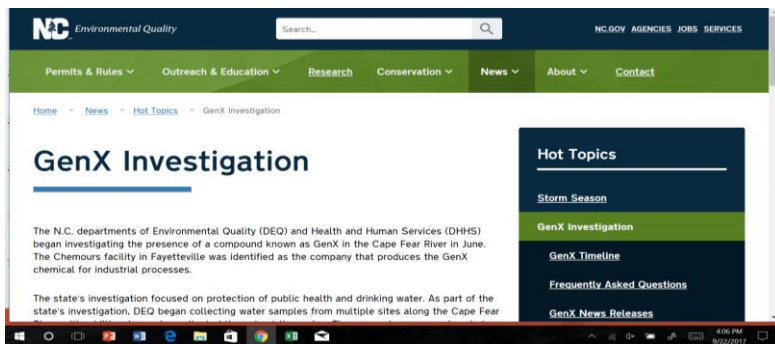 NC Environmental Quality
Search...
NC.GOV AGENCIES JOBS SERVICES
Permits & Rules Outreach & Education Research Conservation News About Contact
Home News Hot Topics GenX Investigation
GenX Investigation
The N.C. departments of Environmental Quality (DEQ) and Health and Human Services (DHHS)
began investigating the presence of a compound known as GenX in the Cape Fear River in June.
The Chemours facility in Fayetteville was identified as the company that produces the GenX
chemical for industrial processes.
The state's investigation focused on protection of public health and drinking water. As part of the
state's investigation, DEQ began collecting water samples from multiple sites along the Cape Fear
Hot Topics
Storm Season
GenX Investigation
GenX Timeline
Frequently Asked Questions
GenX News Releases
4:06 PM
9/22/2017